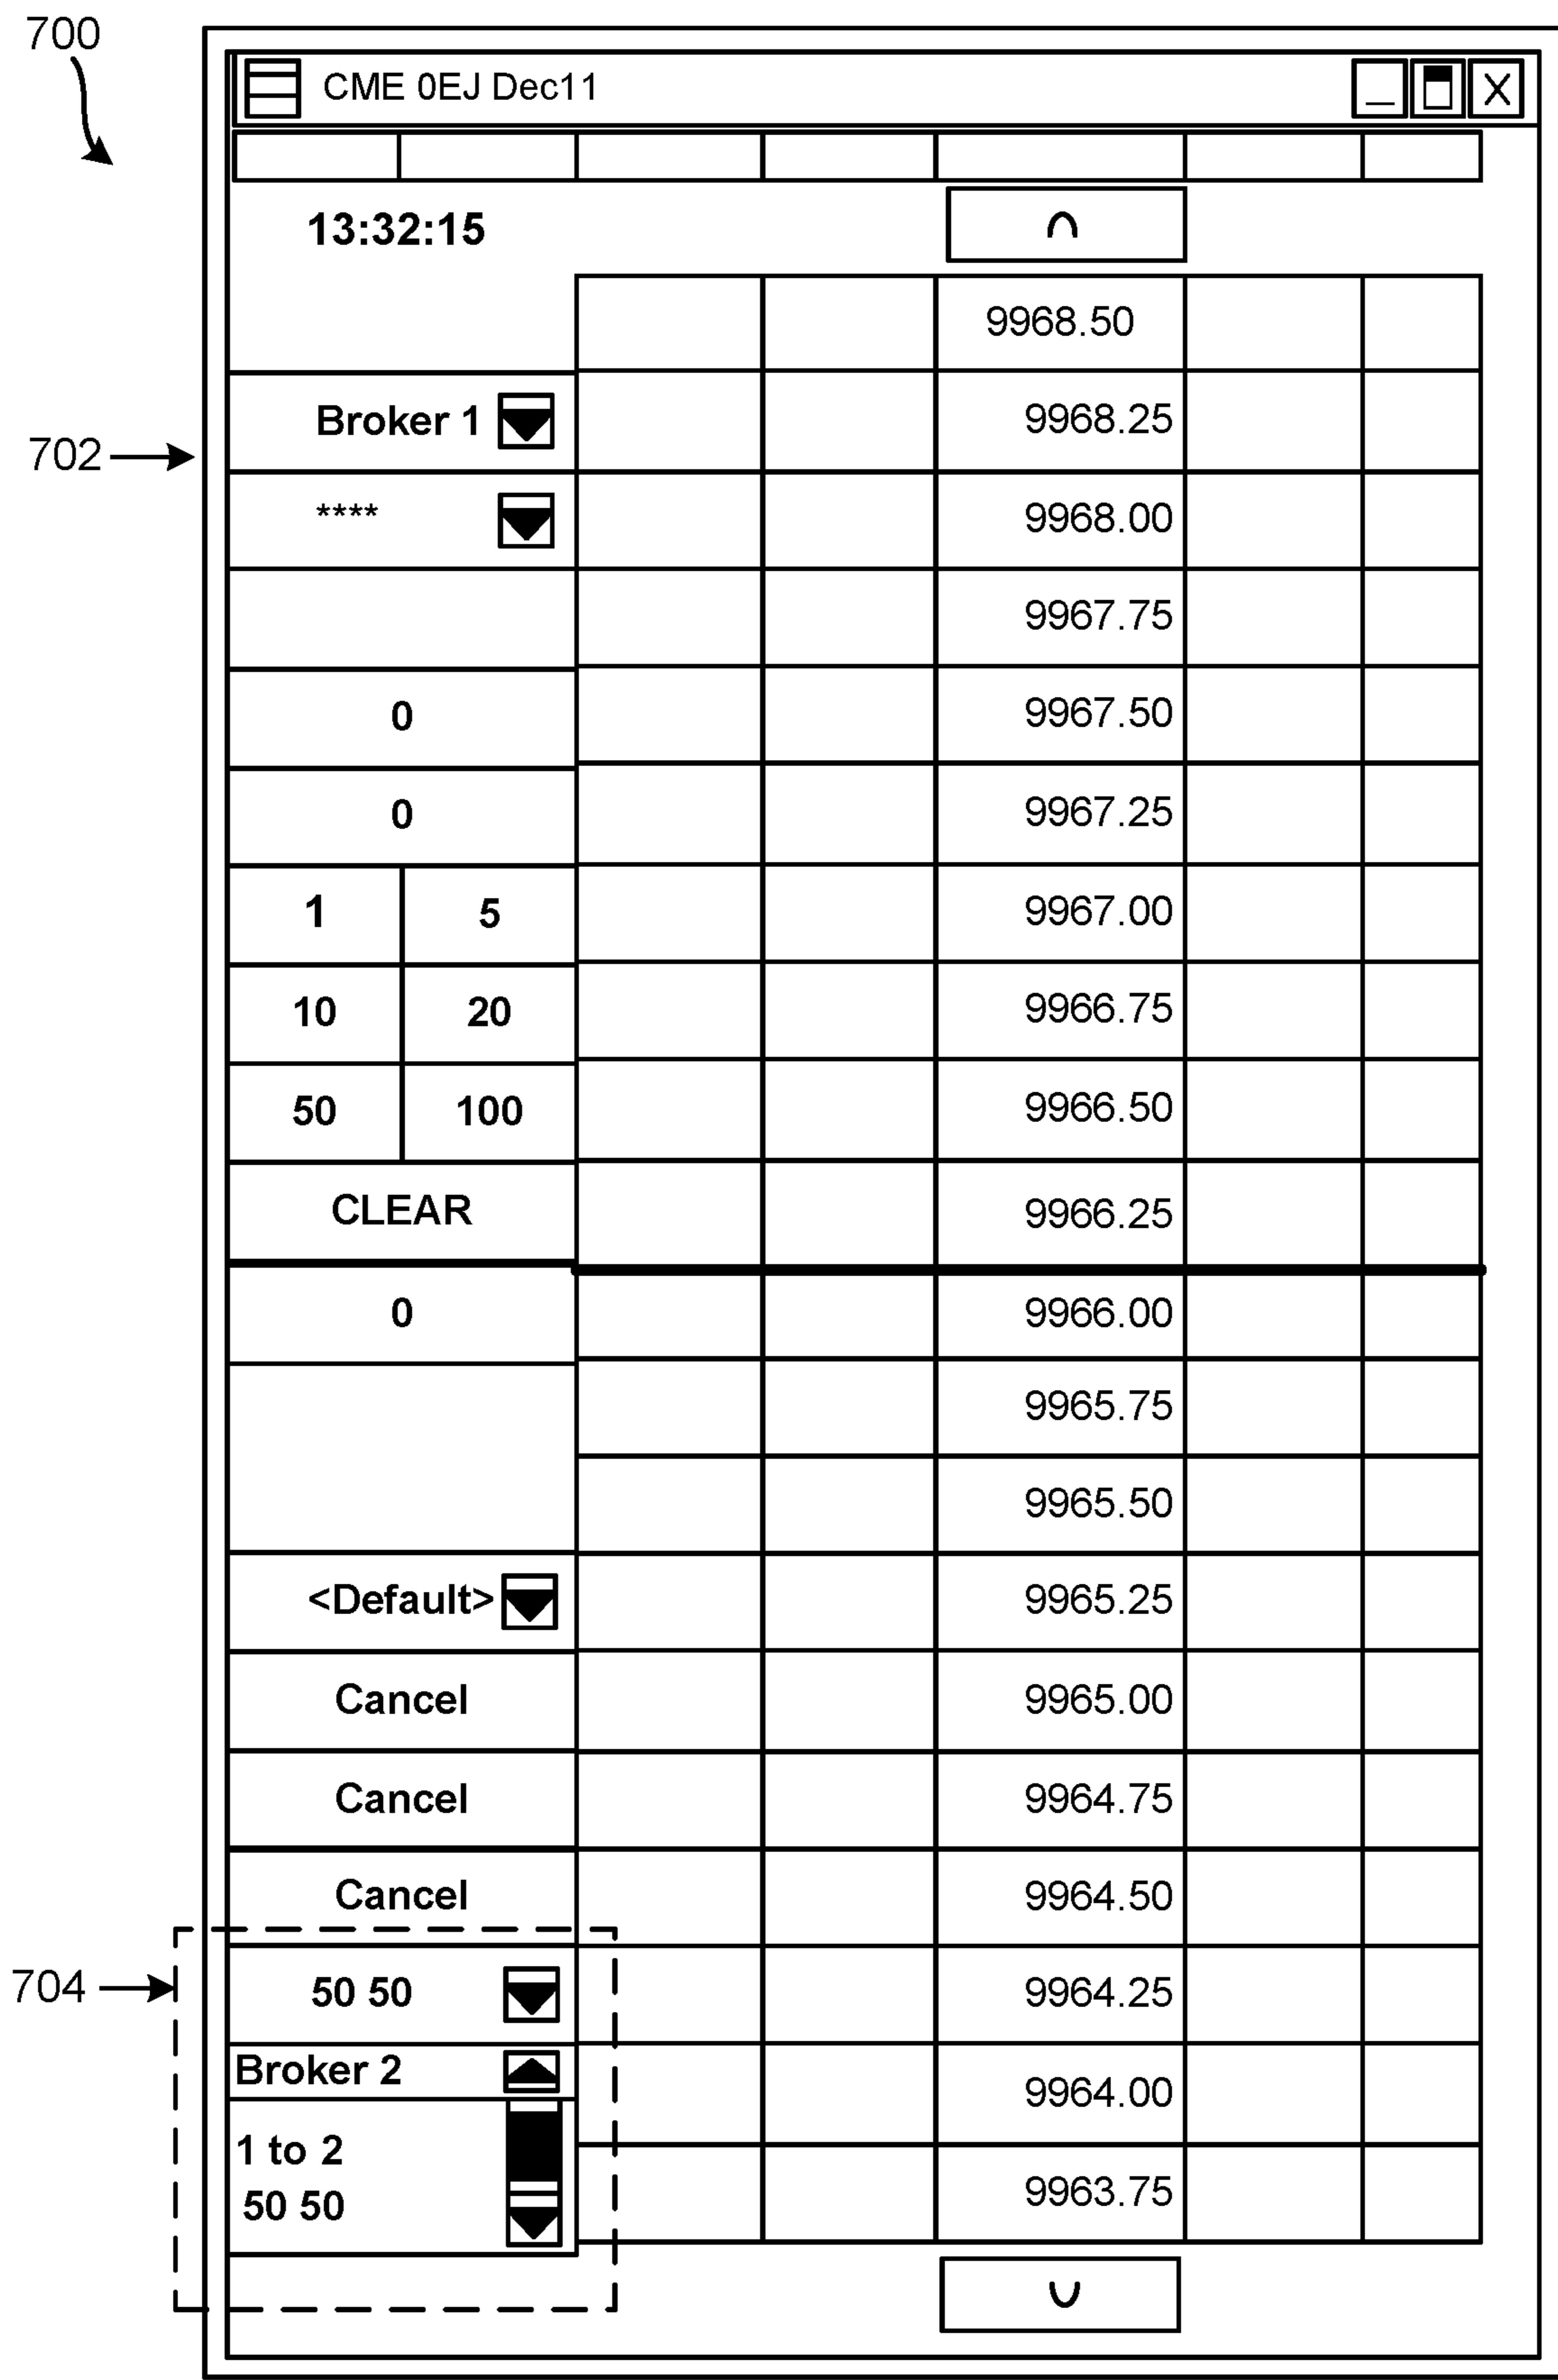 700
CME 0EJ Dec11
_ X
13:32:15
9968.50
Broker 1 9968.25
702
**** 9968.00
9967.75
0 9967.50
0 9967.25
1 5 9967.00
10 20 9966.75
50 100 9966.50
CLEAR 9966.25
0 9966.00
9965.75
9965.50
<Default> 9965.25
Cancel 9965.00
Cancel 9964.75
Cancel 9964.50
704 50 50 9964.25
Broker 2 9964.00
1 to 2
50 50 9963.75